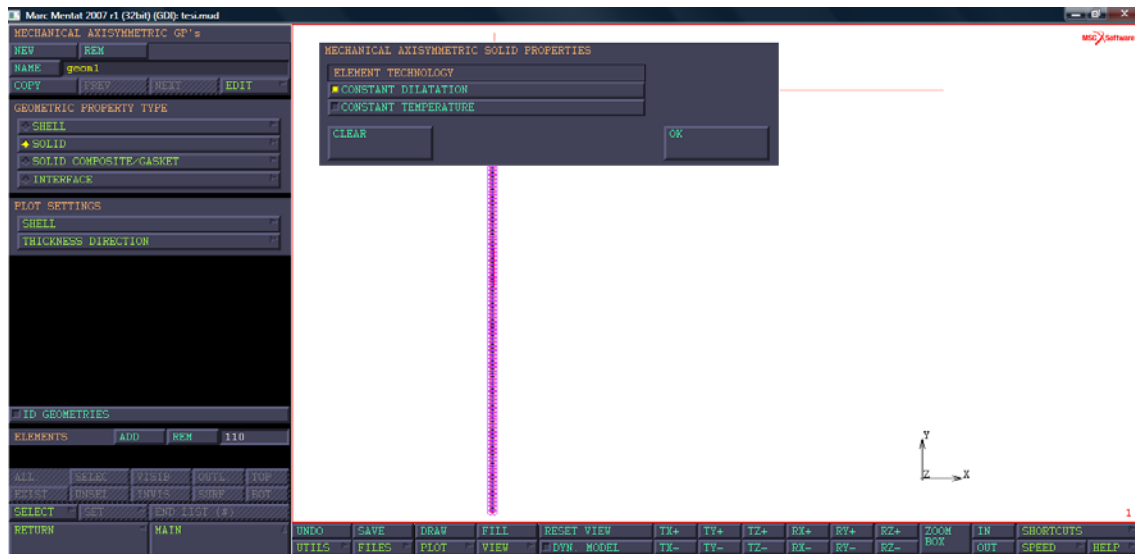 Marc Mentat 2007 r1 (32bit) (GDI): tesi.mud
MECHANICAL AXISYMMETRIC GP's
NEW REM
NAME geom1
COPY PREV NEXT EDIT
GEOMETRIC PROPERTY TYPE
SHELL
SOLID
SOLID COMPOSITE/GASKET
INTERFACE
PLOT SETTINGS
SHELL
THICKNESS DIRECTION
ID GEOMETRIES
ELEMENTS ADD REM 110
ALL SELEC VISIB OUTL TOP
EXIST UNSEL INVIS SURF BOT
SELECT SET END LIST (#)
RETURN MAIN
MECHANICAL AXISYMMETRIC SOLID PROPERTIES
ELEMENT TECHNOLOGY
CONSTANT DILATATION
CONSTANT TEMPERATURE
CLEAR OK
MSC Software
Y
Z X
1
UNDO SAVE DRAW FILL RESET VIEW TX+ TY+ TZ+ RX+ RY+ RZ+ ZOOM BOX IN SHORTCUTS
UTILS FILES PLOT VIEW DYN. MODEL TX- TY- TZ- RX- RY- RZ- OUT SPEED HELP